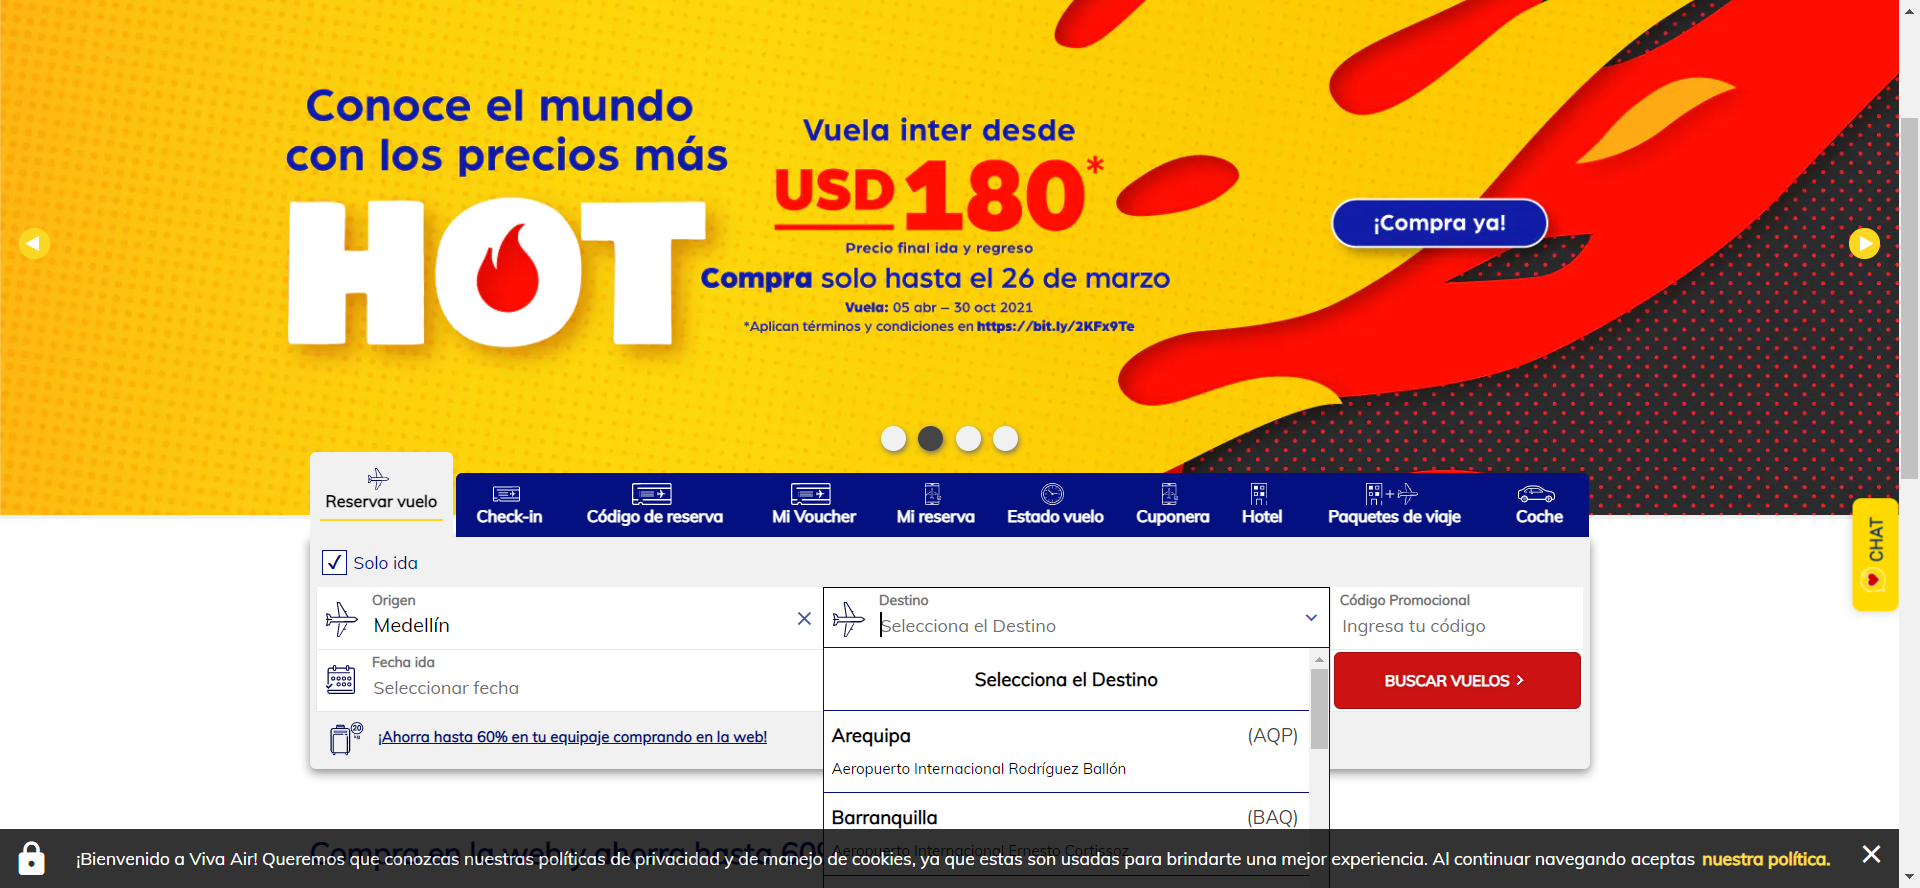 Conoce el mundo
con los precios más
HOT
Vuela inter desde
USD 180*
Precio final ida y regreso
Compra solo hasta el 26 de marzo
Vuela: 05 abr – 30 oct 2021
*Aplican términos y condiciones en https://bit.ly/2KFx9Te
¡Compra ya!
Reservar vuelo
Check-in
Código de reserva
Mi Voucher
Mi reserva
Estado vuelo
Cuponera
Hotel
Paquetes de viaje
Coche
CHAT
Solo ida
Origen
Medellín
Destino
Selecciona el Destino
Código Promocional
Ingresa tu código
Fecha ida
Seleccionar fecha
BUSCAR VUELOS
20 kg
¡Ahorra hasta 60% en tu equipaje comprando en la web!
Selecciona el Destino
Arequipa (AQP)
Aeropuerto Internacional Rodríguez Ballón
Barranquilla (BAQ)
Aeropuerto Internacional Ernesto Cortissoz
Compra en la web y ahorra hasta 60
¡Bienvenido a Viva Air! Queremos que conozcas nuestras políticas de privacidad y de manejo de cookies, ya que estas son usadas para brindarte una mejor experiencia. Al continuar navegando aceptas nuestra política.